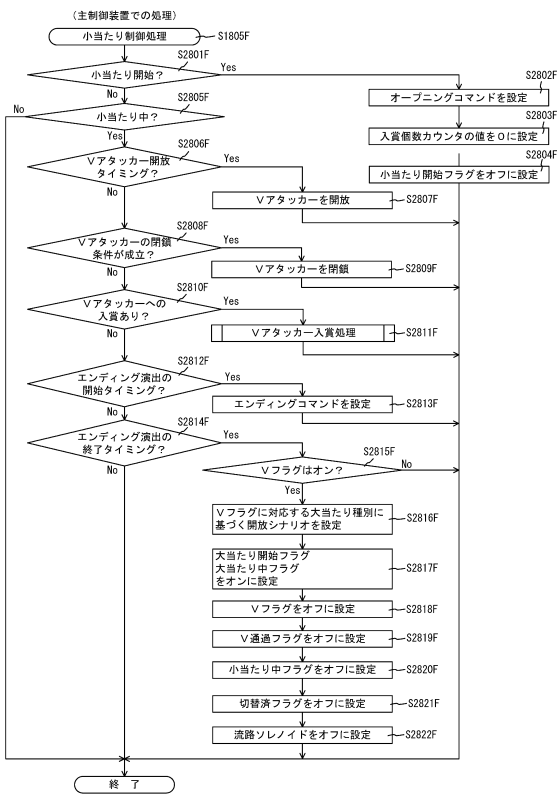 (主制御装置での処理)
小当たり制御処理
S1805F
S2801F
小当たり開始?
Yes
No
S2802F
オープニングコマンドを設定
S2803F
入賞個数カウンタの値を0に設定
S2804F
小当たり開始フラグをオフに設定
S2805F
小当たり中?
No
Yes
S2806F
Vアタッカー開放
タイミング?
Yes
No
Vアタッカーを開放
S2807F
S2808F
Vアタッカーの閉鎖
条件が成立?
Yes
No
Vアタッカーを閉鎖
S2809F
S2810F
Vアタッカーへの
入賞あり?
Yes
No
Vアタッカー入賞処理
S2811F
S2812F
エンディング演出の
開始タイミング?
Yes
No
エンディングコマンドを設定
S2813F
S2814F
エンディング演出の
終了タイミング?
Yes
No
S2815F
Vフラグはオン?
No
Yes
Vフラグに対応する大当たり種別に
基づく開放シナリオを設定
S2816F
大当たり開始フラグ
大当たり中フラグ
をオンに設定
S2817F
Vフラグをオフに設定
S2818F
V通過フラグをオフに設定
S2819F
小当たり中フラグをオフに設定
S2820F
切替済フラグをオフに設定
S2821F
流路ソレノイドをオフに設定
S2822F
終 了